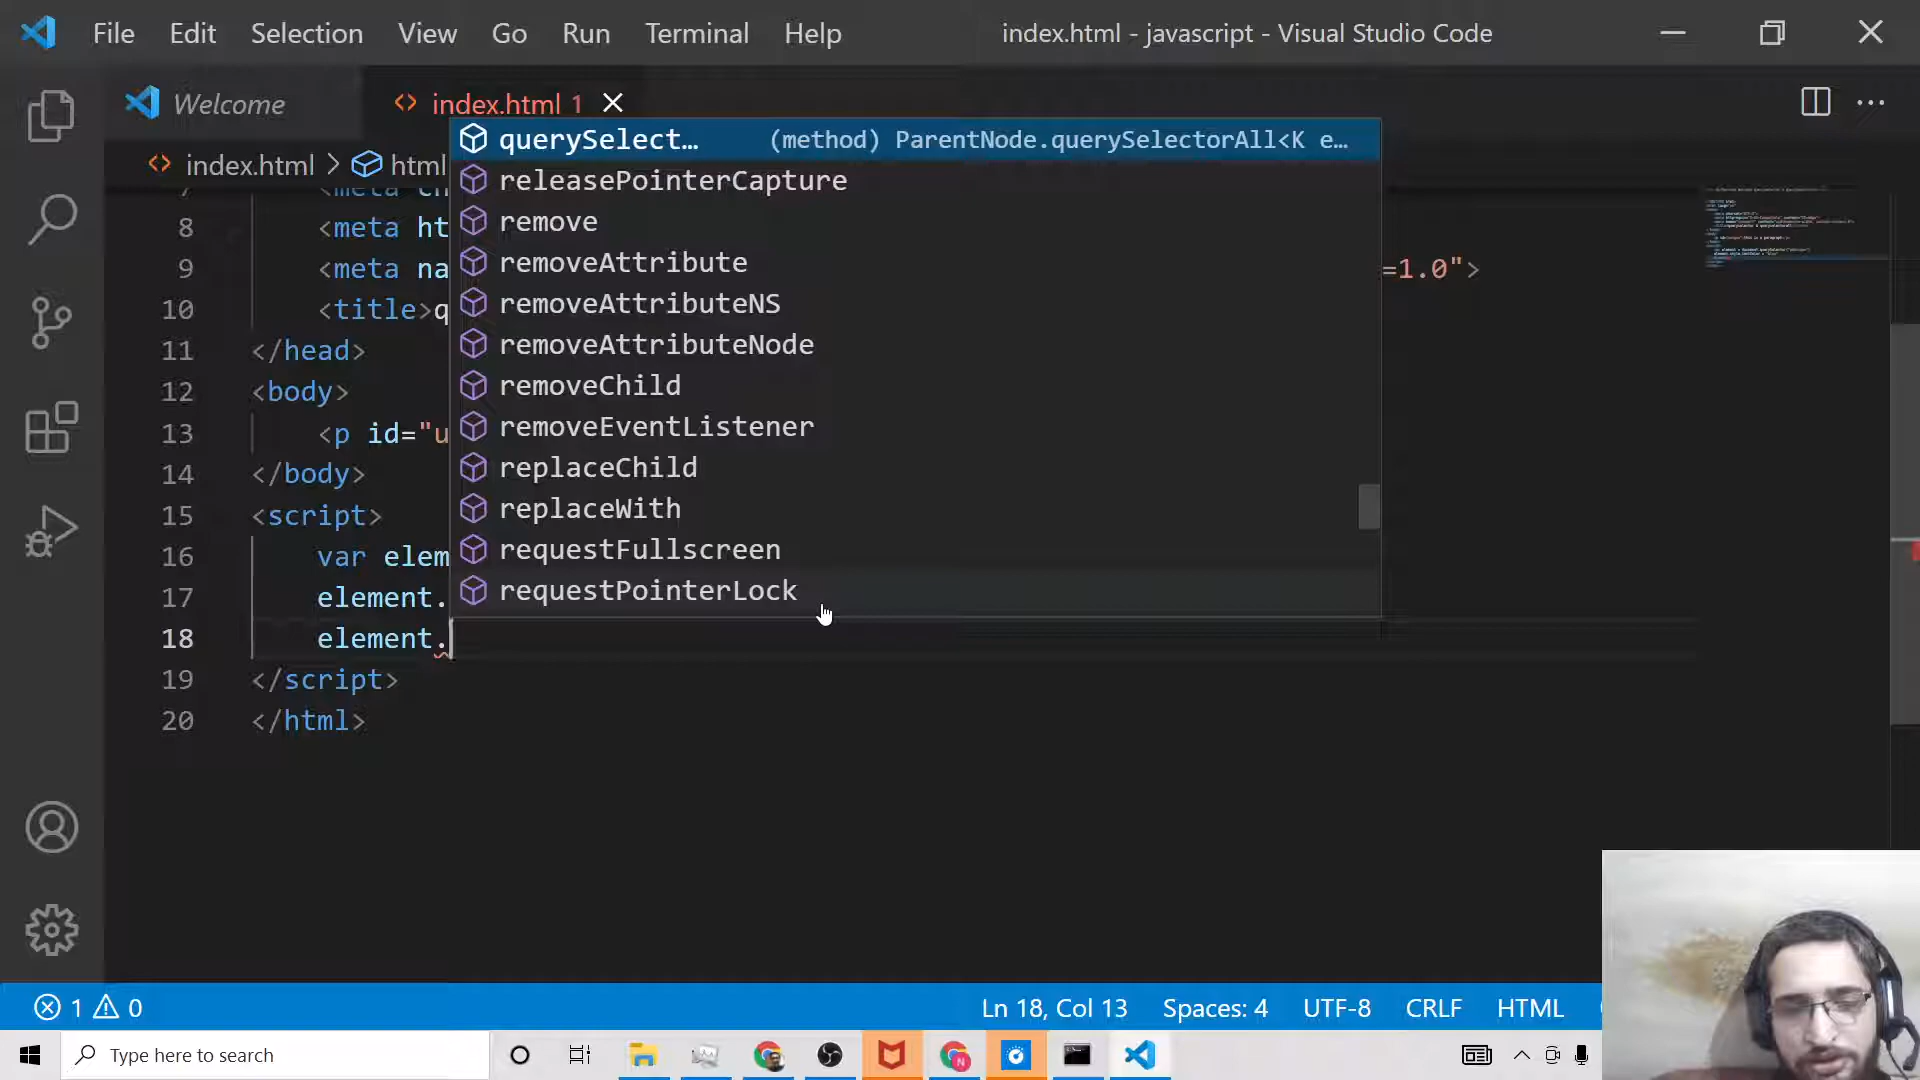 File Edit Selection View Go Run Terminal Help index.html - javascript - Visual Studio Code
Welcome index.html 1
index.html > html
querySelect... (method) ParentNode.querySelectorAll<K e...
releasePointerCapture
8 <meta ht remove
9 <meta na removeAttribute =1.0">
removeAttributeNS
10 <title>q
removeAttributeNode
11 </head>
12 <body> removeChild
13 <p id="u removeEventListener
14 </body> replaceChild
15 <script> replaceWith
16 var elem requestFullscreen
17 element. requestPointerLock
18 element.
19 </script>
20 </html>
1 0 Ln 18, Col 13 Spaces: 4 UTF-8 CRLF HTML
Type here to search